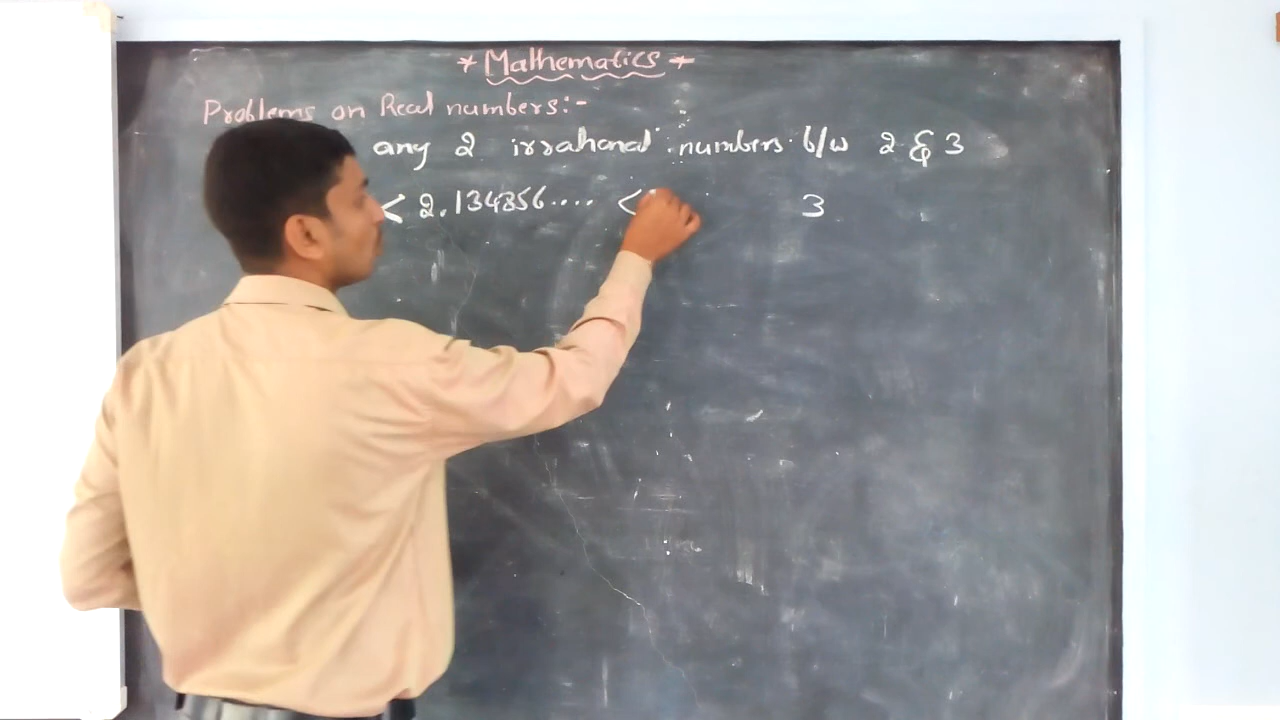 * Mathematics *
Problems on Real numbers:-
any 2 irrational numbers b/w 2 & 3
< 2.134856.... < 3